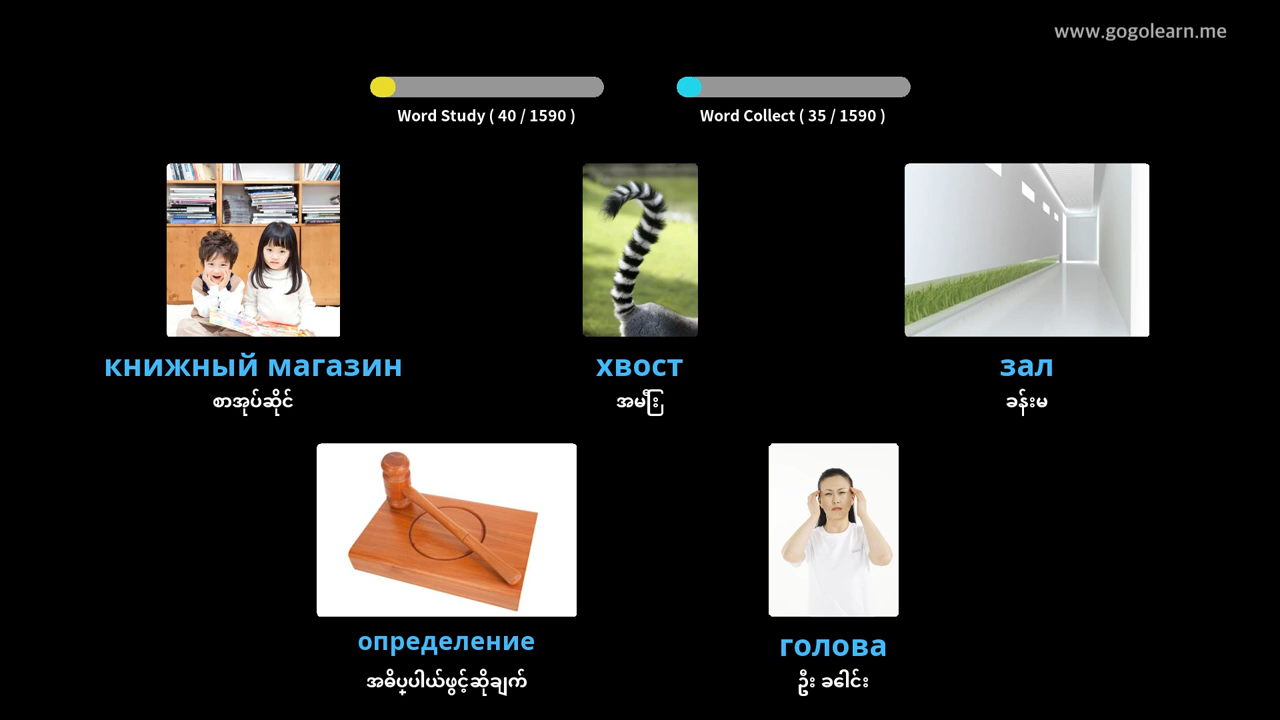 www.gogolearn.me
Word Study ( 40 / 1590 )
Word Collect ( 35 / 1590 )
книжный магазин
စာအုပ်ဆိုင်
хвост
အမြီး
зал
ခန်းမ
определение
အဓိပ္ပါယ်ဖွင့်ဆိုချက်
голова
ဦး ခေါင်း